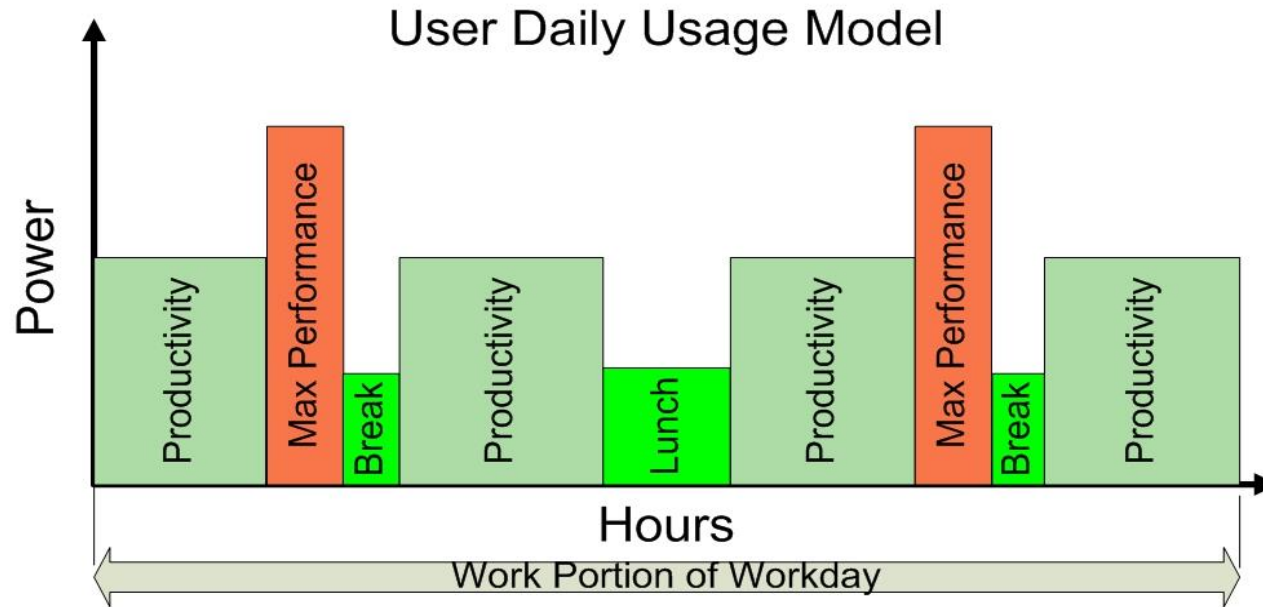 User Daily Usage Model
Power
Productivity
Max Performance
Break
Productivity
Lunch
Productivity
Max Performance
Break
Productivity
Hours
Work Portion of Workday